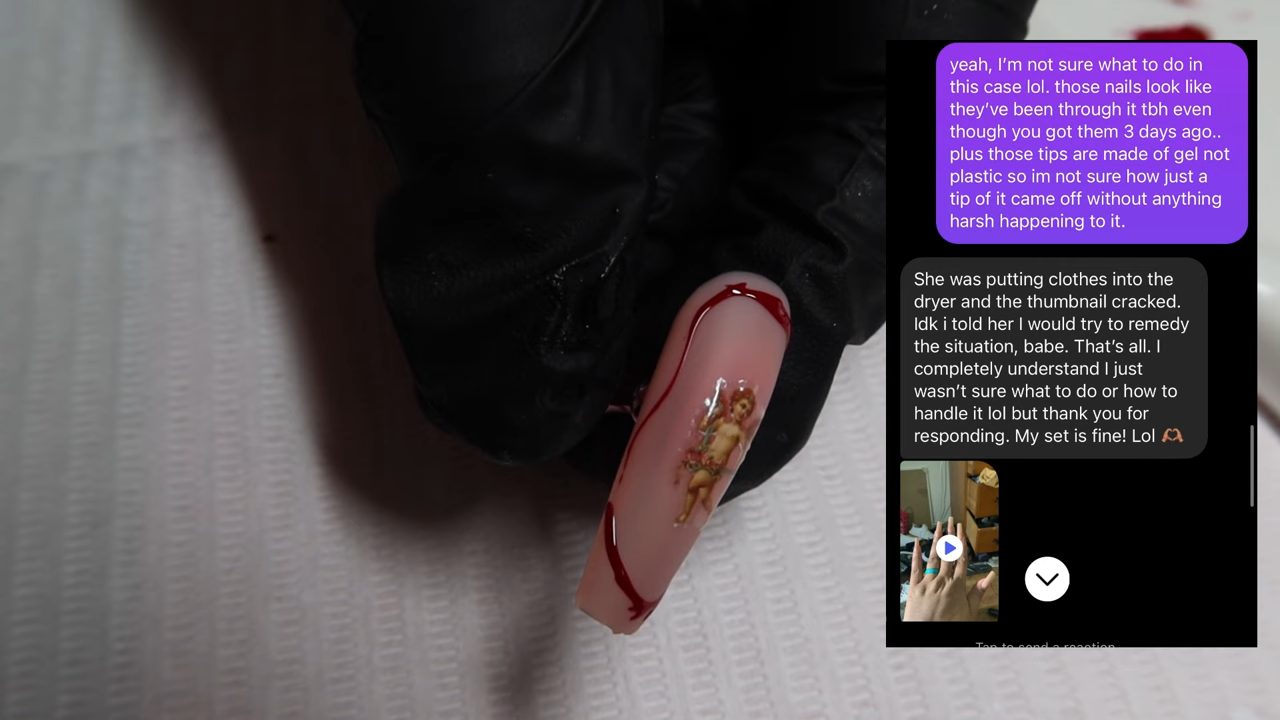 yeah, I'm not sure what to do in
this case lol. those nails look like
they've been through it tbh even
though you got them 3 days ago..
plus those tips are made of gel not
plastic so im not sure how just a
tip of it came off without anything
harsh happening to it.
She was putting clothes into the
dryer and the thumbnail cracked.
Idk i told her I would try to remedy
the situation, babe. That's all. I
completely understand I just
wasn't sure what to do or how to
handle it lol but thank you for
responding. My set is fine! Lol 🫶🏽
Tap to send a reaction